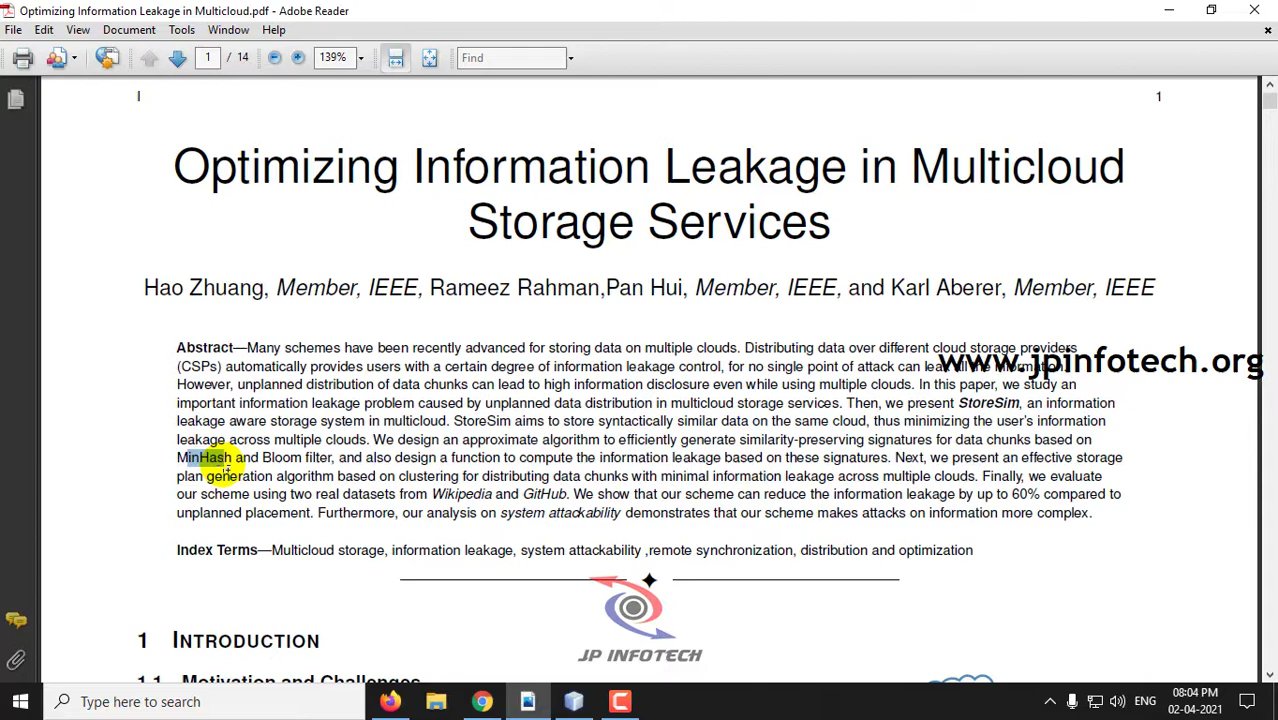 Optimizing Information Leakage in Multicloud.pdf - Adobe Reader
File Edit View Document Tools Window Help
1 / 14 139% Find
1
Optimizing Information Leakage in Multicloud
Storage Services
Hao Zhuang, Member, IEEE, Rameez Rahman,Pan Hui, Member, IEEE, and Karl Aberer, Member, IEEE
Abstract—Many schemes have been recently advanced for storing data on multiple clouds. Distributing data over different cloud storage providers
www.jpinfotech.org
(CSPs) automatically provides users with a certain degree of information leakage control, for no single point of attack can leak all the information.
However, unplanned distribution of data chunks can lead to high information disclosure even while using multiple clouds. In this paper, we study an
important information leakage problem caused by unplanned data distribution in multicloud storage services. Then, we present StoreSim, an information
leakage aware storage system in multicloud. StoreSim aims to store syntactically similar data on the same cloud, thus minimizing the user's information
leakage across multiple clouds. We design an approximate algorithm to efficiently generate similarity-preserving signatures for data chunks based on
MinHash and Bloom filter, and also design a function to compute the information leakage based on these signatures. Next, we present an effective storage
plan generation algorithm based on clustering for distributing data chunks with minimal information leakage across multiple clouds. Finally, we evaluate
our scheme using two real datasets from Wikipedia and GitHub. We show that our scheme can reduce the information leakage by up to 60% compared to
unplanned placement. Furthermore, our analysis on system attackability demonstrates that our scheme makes attacks on information more complex.
Index Terms—Multicloud storage, information leakage, system attackability ,remote synchronization, distribution and optimization
JP INFOTECH
1 INTRODUCTION
1.1 Motivation and Challenges
Type here to search
ENG
08:04 PM
02-04-2021